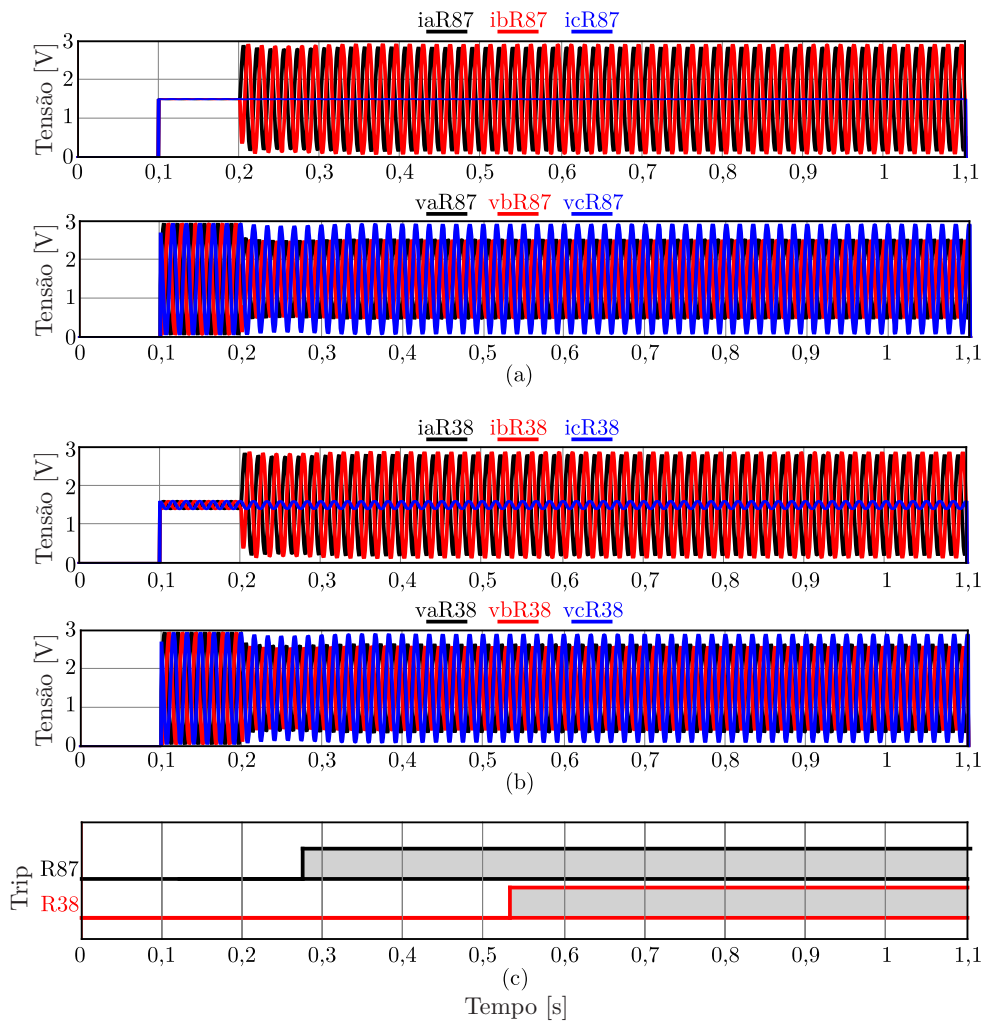 iaR87 ibR87 icR87
Tensão [V]
3
2
1
0
0 0,1 0,2 0,3 0,4 0,5 0,6 0,7 0,8 0,9 1 1,1
vaR87 vbR87 vcR87
Tensão [V]
3
2
1
0
0 0,1 0,2 0,3 0,4 0,5 0,6 0,7 0,8 0,9 1 1,1
(a)
iaR38 ibR38 icR38
Tensão [V]
3
2
1
0
0 0,1 0,2 0,3 0,4 0,5 0,6 0,7 0,8 0,9 1 1,1
vaR38 vbR38 vcR38
Tensão [V]
3
2
1
0
0 0,1 0,2 0,3 0,4 0,5 0,6 0,7 0,8 0,9 1 1,1
(b)
Trip
R87
R38
0 0,1 0,2 0,3 0,4 0,5 0,6 0,7 0,8 0,9 1 1,1
(c)
Tempo [s]